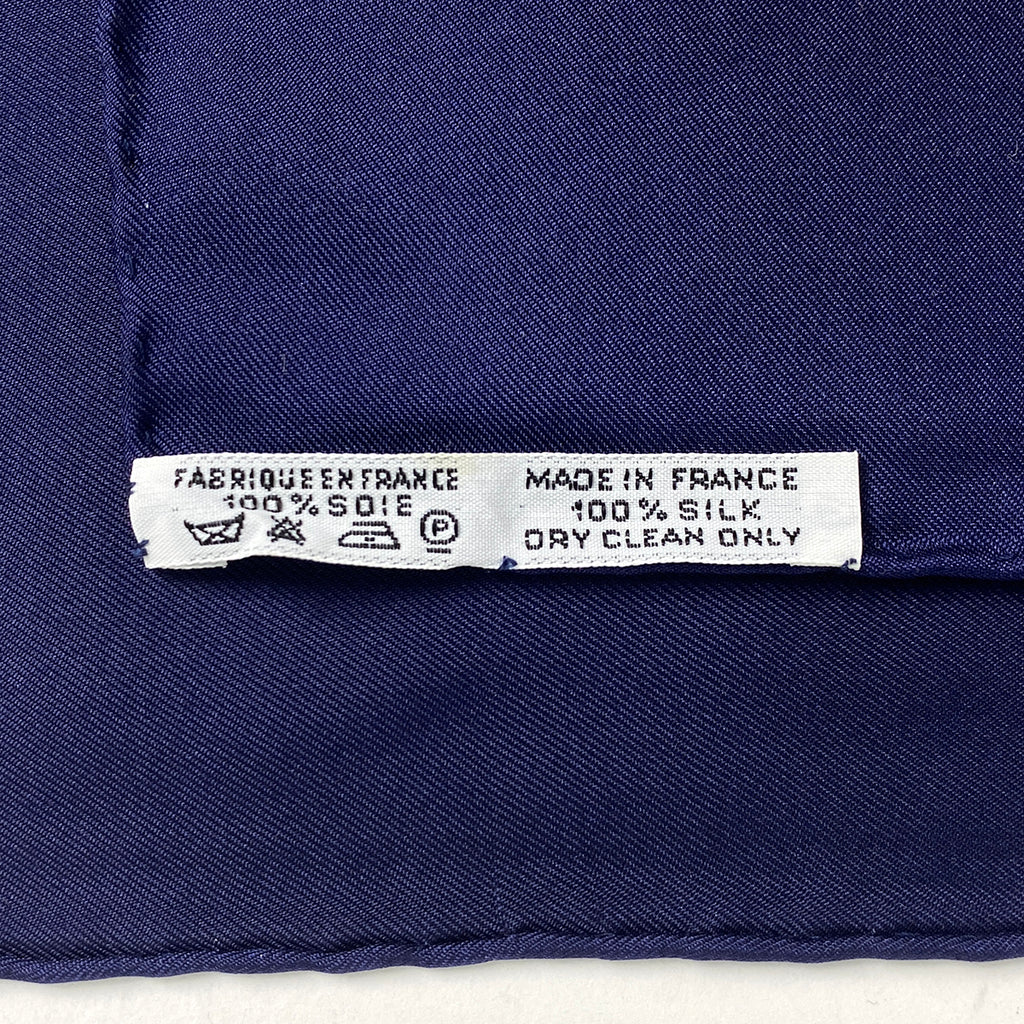 FABRIQUE EN FRANCE
100% SOIE
P
MADE IN FRANCE
100% SILK
DRY CLEAN ONLY